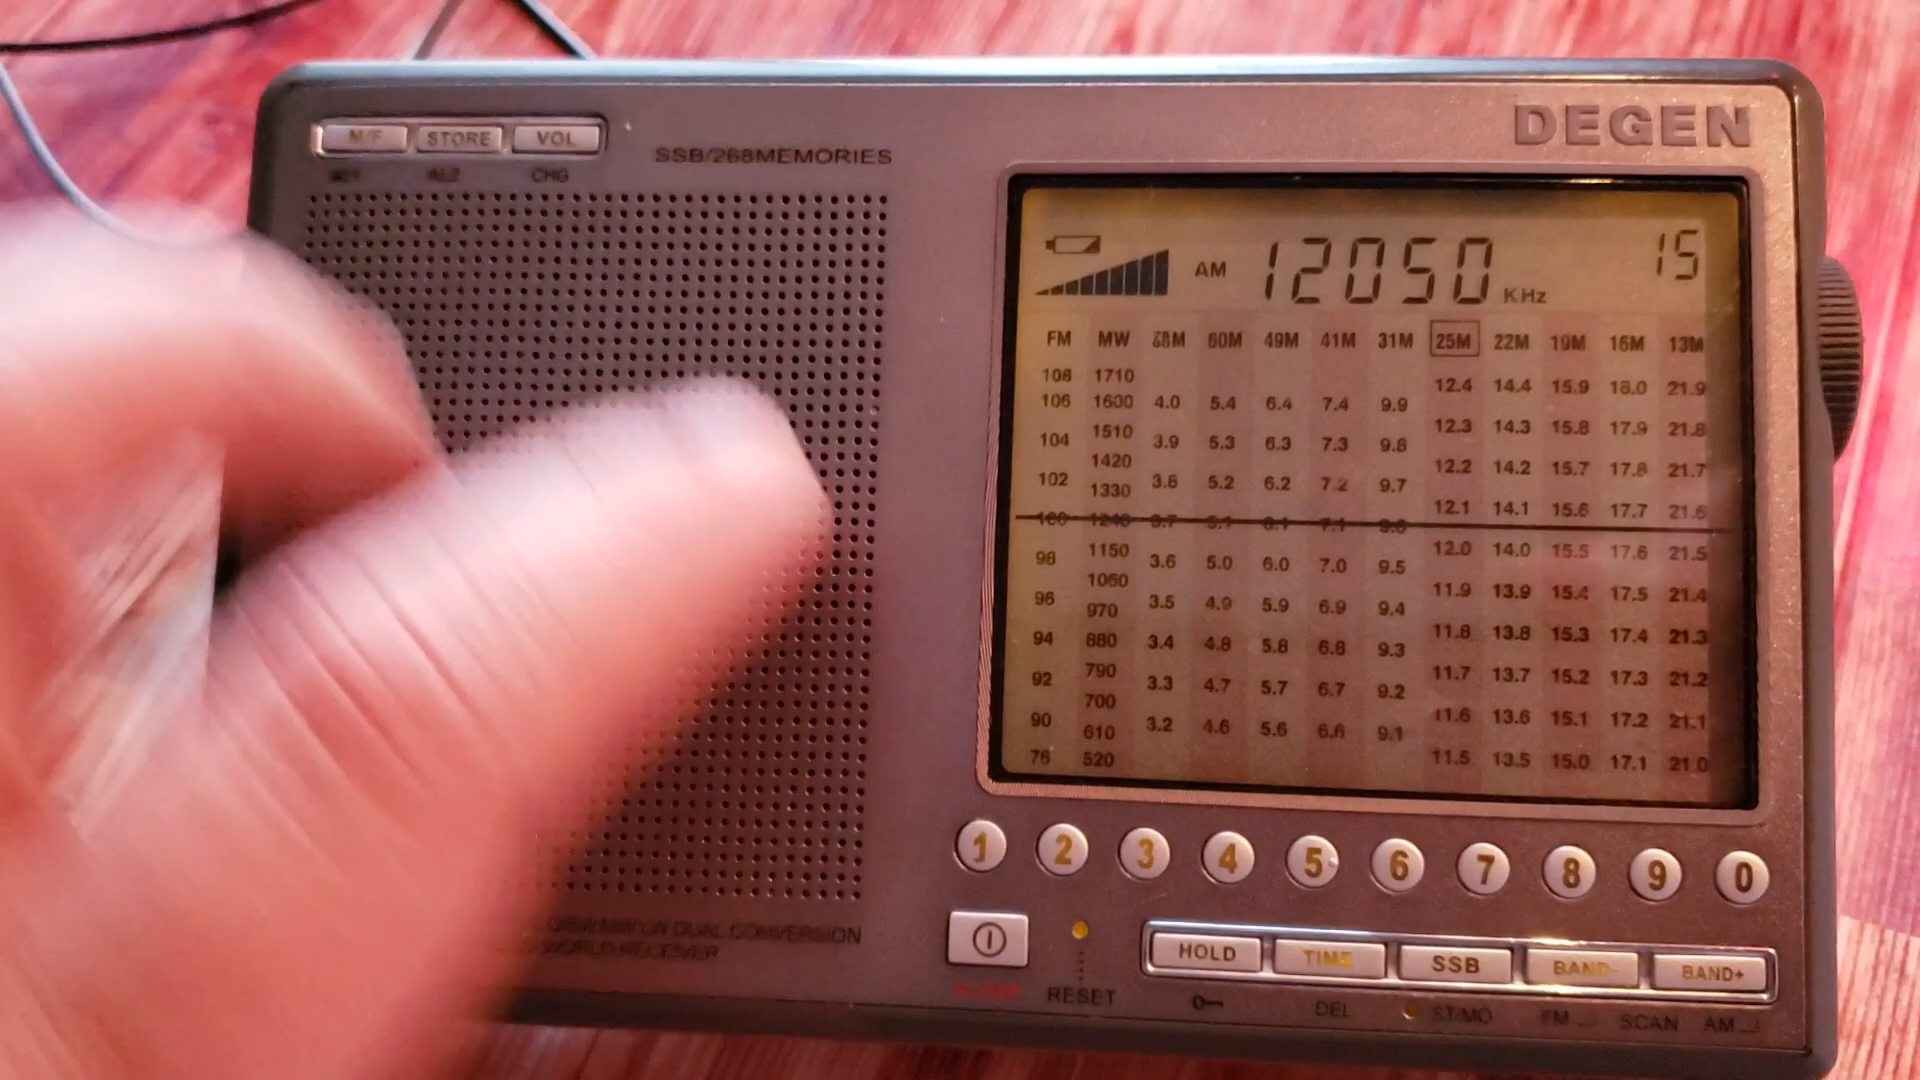 DEGEN
M/F STORE VOL
SSB/268MEMORIES
CHG
AM 12050 KHz 15
FM MW 60M 49M 41M 31M 25M 22M 19M 16M 13M
108 1710 12.4 14.4 15.9 18.0 21.9
106 1600 4.0 5.4 6.4 7.4 9.9
1510 12.3 14.3 15.8 17.9 21.8
104 3.9 5.3 6.3 7.3 9.8
1420 12.2 14.2 15.7 17.8 21.7
102 1330 3.8 5.2 6.2 7.2 9.7
12.1 14.1 15.6 17.7 21.6
100 1240 3.7 5.1 6.1 7.1 9.6
98 1150 3.6 5.0 6.0 7.0 9.5 12.0 14.0 15.5 17.6 21.5
1060 11.9 13.9 15.4 17.5 21.4
96 970 3.5 4.9 5.9 6.9 9.4
94 880 3.4 4.8 5.8 6.8 9.3 11.8 13.8 15.3 17.4 21.3
92 790 3.3 4.7 5.7 6.7 9.2 11.7 13.7 15.2 17.3 21.2
700 11.6 13.6 15.1 17.2 21.1
90 610 3.2 4.6 5.6 6.6 9.1
76 520 11.5 13.5 15.0 17.1 21.0
1 2 3 4 5 6 7 8 9 0
DUAL CONVERSION
WORLD RECEIVER
HOLD TIME SSB BAND- BAND+
SLEEP RESET DEL ST/MO FM SCAN AM